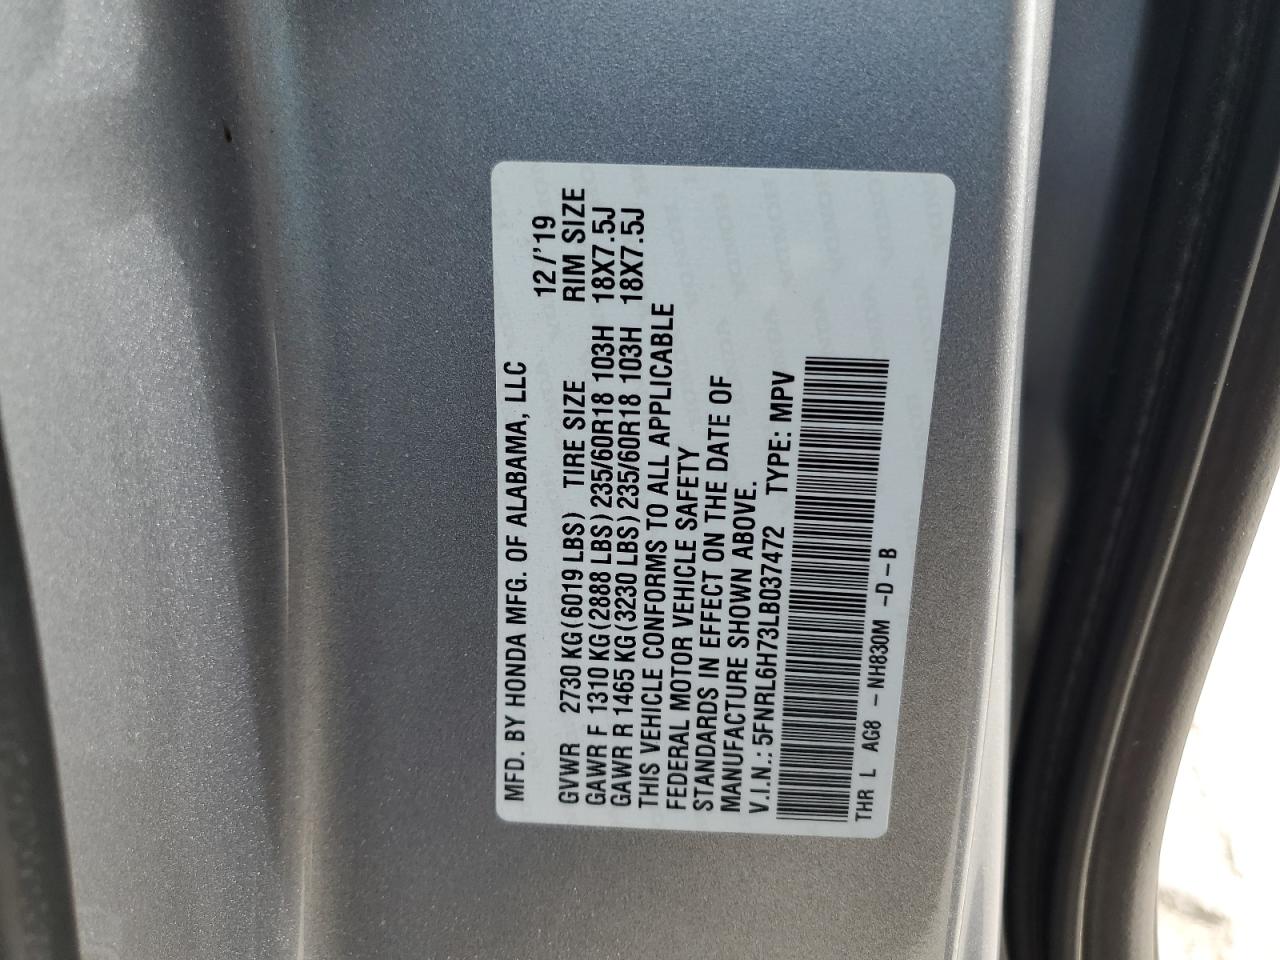 MFD. BY HONDA MFG. OF ALABAMA, LLC 12/'19
GVWR 2730 KG(6019 LBS) TIRE SIZE RIM SIZE
GAWR F 1310 KG(2888 LBS)235/60R18 103H 18X7.5J
GAWR R 1465 KG(3230 LBS)235/60R18 103H 18X7.5J
THIS VEHICLE CONFORMS TO ALL APPLICABLE
FEDERAL MOTOR VEHICLE SAFETY
STANDARDS IN EFFECT ON THE DATE OF
MANUFACTURE SHOWN ABOVE.
V.I.N.: 5FNRL6H73LB037472 TYPE: MPV
THR L AG8 -NH830M -D-B